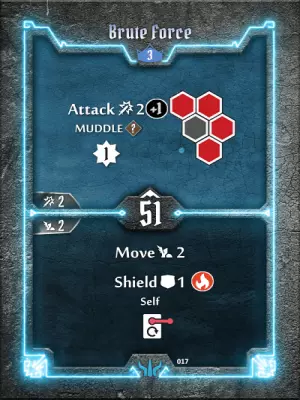 Brute Force
3
Attack 2 +1
MUDDLE ?
1
2
51
2
Move 2
Shield 1
Self
017